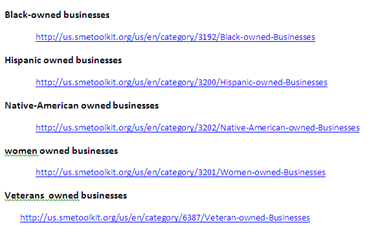 Black-owned businesses
http://us.smetoolkit.org/us/en/category/3192/Black-owned-Businesses
Hispanic owned businesses
http://us.smetoolkit.org/us/en/category/3200/Hispanic-owned-Businesses
Native-American owned businesses
http://us.smetoolkit.org/us/en/category/3202/Native-American-owned-Businesses
women owned businesses
http://us.smetoolkit.org/us/en/category/3201/Women-owned-Businesses
Veterans owned businesses
http://us.smetoolkit.org/us/en/category/6387/Veteran-owned-Businesses